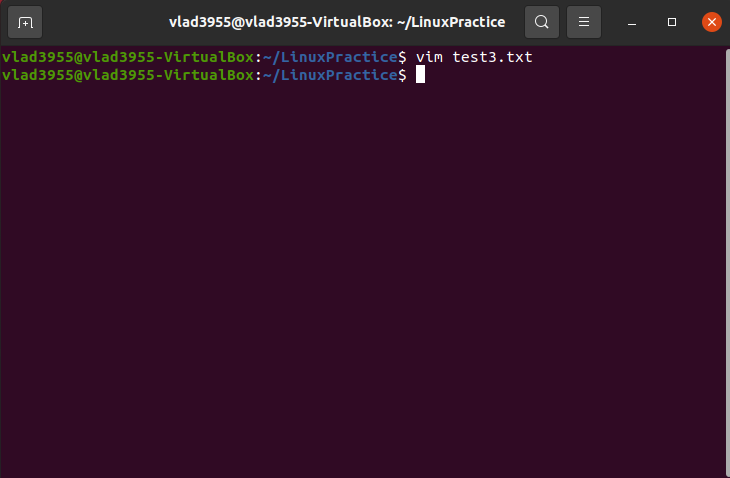 vlad3955@vlad3955-VirtualBox: ~/LinuxPractice
vlad3955@vlad3955-VirtualBox:~/LinuxPractice$ vim test3.txt
vlad3955@vlad3955-VirtualBox:~/LinuxPractice$